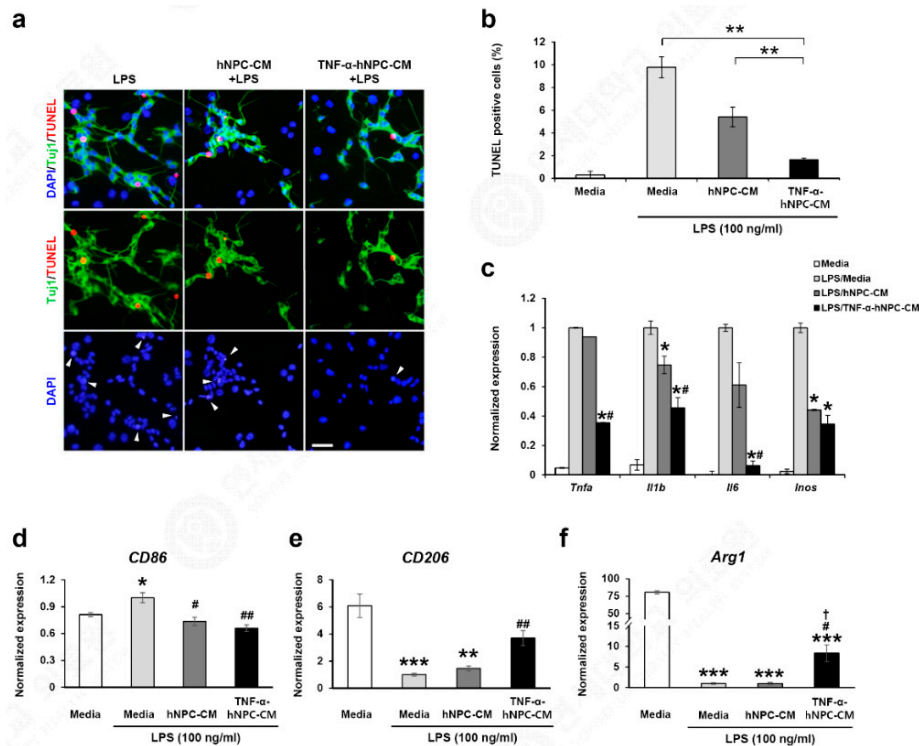 a
LPS
hNPC-CM
+LPS
TNF-α-hNPC-CM
+LPS
DAPI/Tuj1/TUNEL
Tuj1/TUNEL
DAPI
b
TUNEL positive cells (%)
12
10
8
6
4
2
0
**
**
Media
Media
hNPC-CM
TNF-α-
hNPC-CM
LPS (100 ng/ml)
c
Media
LPS/Media
LPS/hNPC-CM
LPS/TNF-α-hNPC-CM
Normalized expression
1.2
1
0.8
0.6
0.4
0.2
0
*#
*
*#
*#
*
*
Tnfa
Il1b
Il6
Inos
d
CD86
Normalized expression
1.2
0.9
0.6
0.3
0
*
#
##
Media
Media
hNPC-CM
TNF-α-
hNPC-CM
LPS (100 ng/ml)
e
CD206
Normalized expression
8
6
4
2
0
***
**
##
Media
Media
hNPC-CM
TNF-α-
hNPC-CM
LPS (100 ng/ml)
f
Arg1
Normalized expression
100
75
50
25
15
10
5
0
***
***
†
#
***
Media
Media
hNPC-CM
TNF-α-
hNPC-CM
LPS (100 ng/ml)